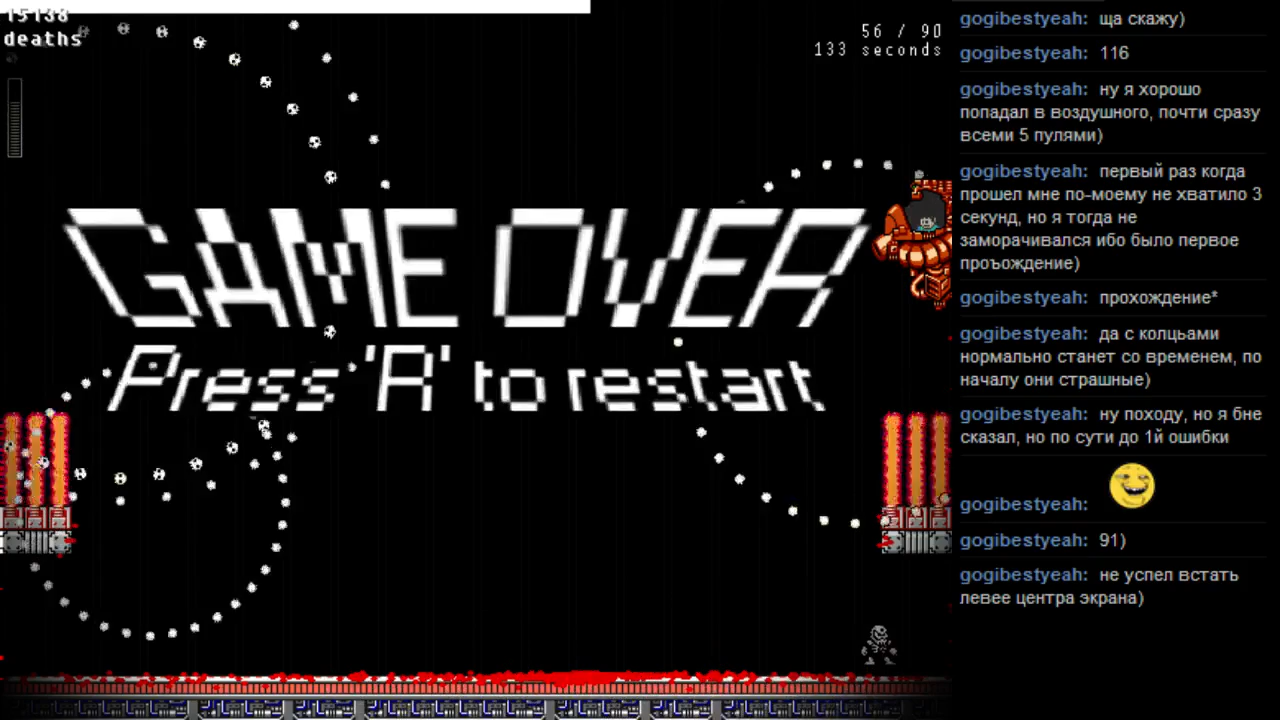 15138
deaths
56 / 90
133 seconds
GAME OVER
Press 'R' to restart
gogibestyeah: ща скажу)
gogibestyeah: 116
gogibestyeah: ну я хорошо
попадал в воздушного, почти сразу
всеми 5 пулями)
gogibestyeah: первый раз когда
прошел мне по-моему не хватило 3
секунд, но я тогда не
заморачивался ибо было первое
проъождение)
gogibestyeah: прохождение*
gogibestyeah: да с колцьами
нормально станет со временем, по
началу они страшные)
gogibestyeah: ну походу, но я бне
сказал, но по сути до 1й ошибки
gogibestyeah:
gogibestyeah: 91)
gogibestyeah: не успел встать
левее центра экрана)